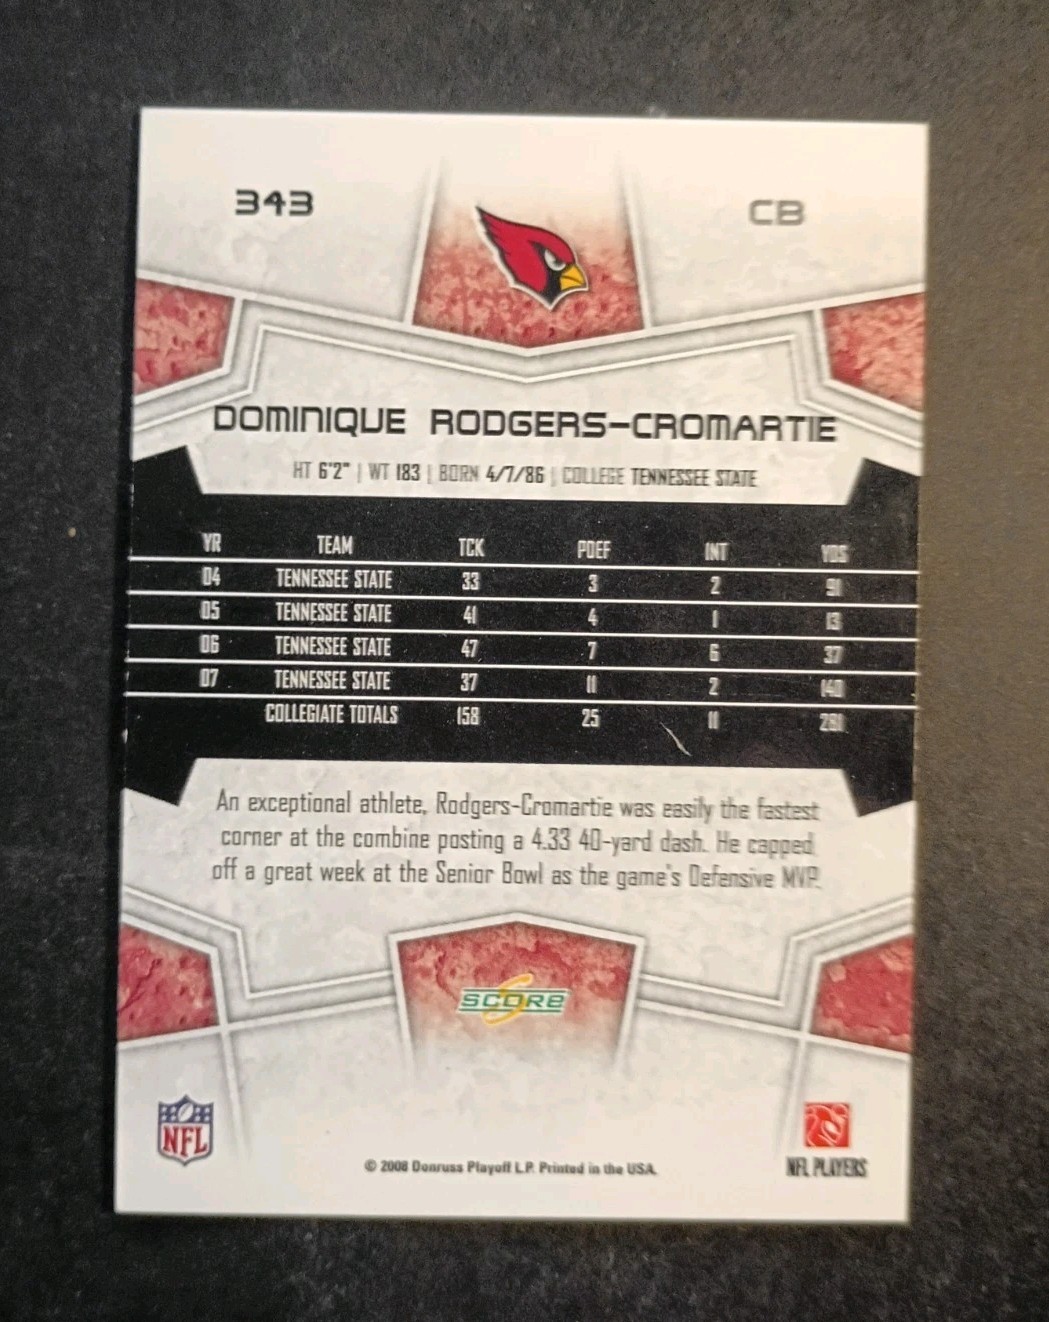 343 CB
DOMINIQUE RODGERS-CROMARTIE
HT 6'2" | WT 183 | BORN 4/7/86 | COLLEGE TENNESSEE STATE
YR TEAM TCK PDEF INT YDS
04 TENNESSEE STATE 33 3 2 91
05 TENNESSEE STATE 41 4 1 13
06 TENNESSEE STATE 47 7 6 37
07 TENNESSEE STATE 37 11 2 140
COLLEGIATE TOTALS 158 25 11 281
An exceptional athlete, Rodgers-Cromartie was easily the fastest
corner at the combine posting a 4.33 40-yard dash. He capped
off a great week at the Senior Bowl as the game's Defensive MVP.
SCORE
NFL
© 2008 Donruss Playoff L.P. Printed in the USA.
NFL PLAYERS